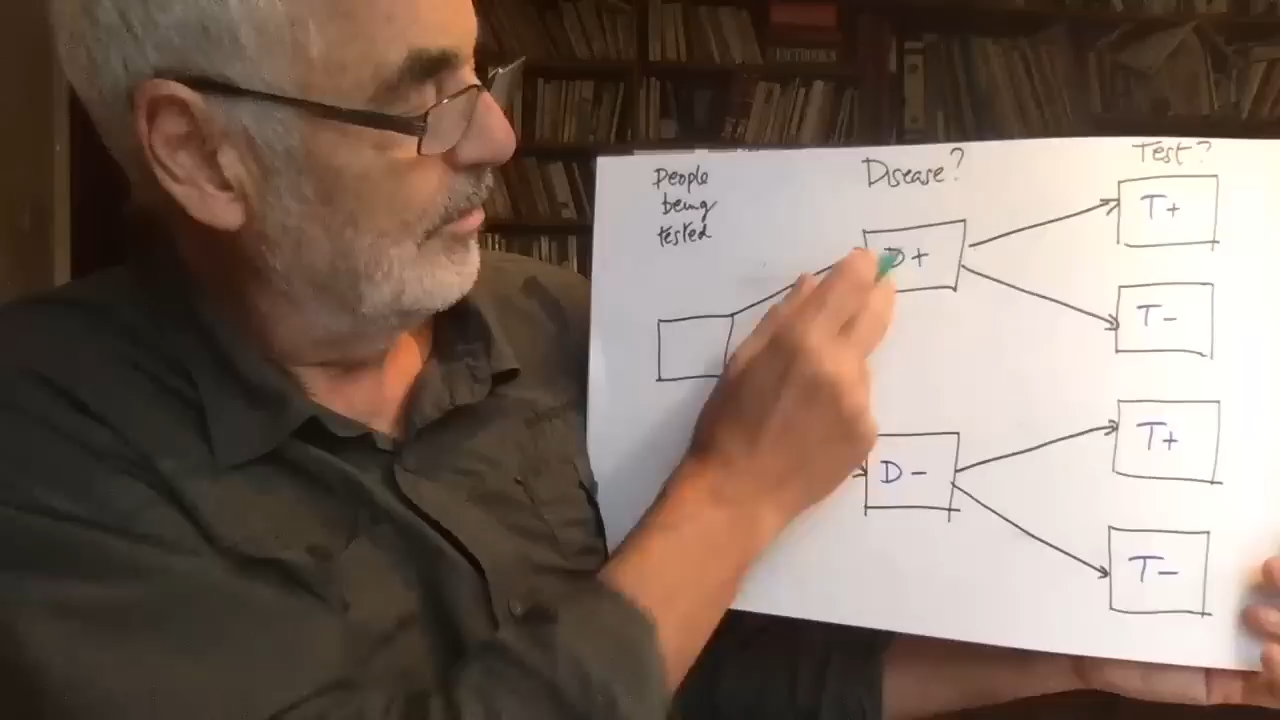 People
being
tested
Disease?
Test?
D+
T+
T-
D-
T+
T-